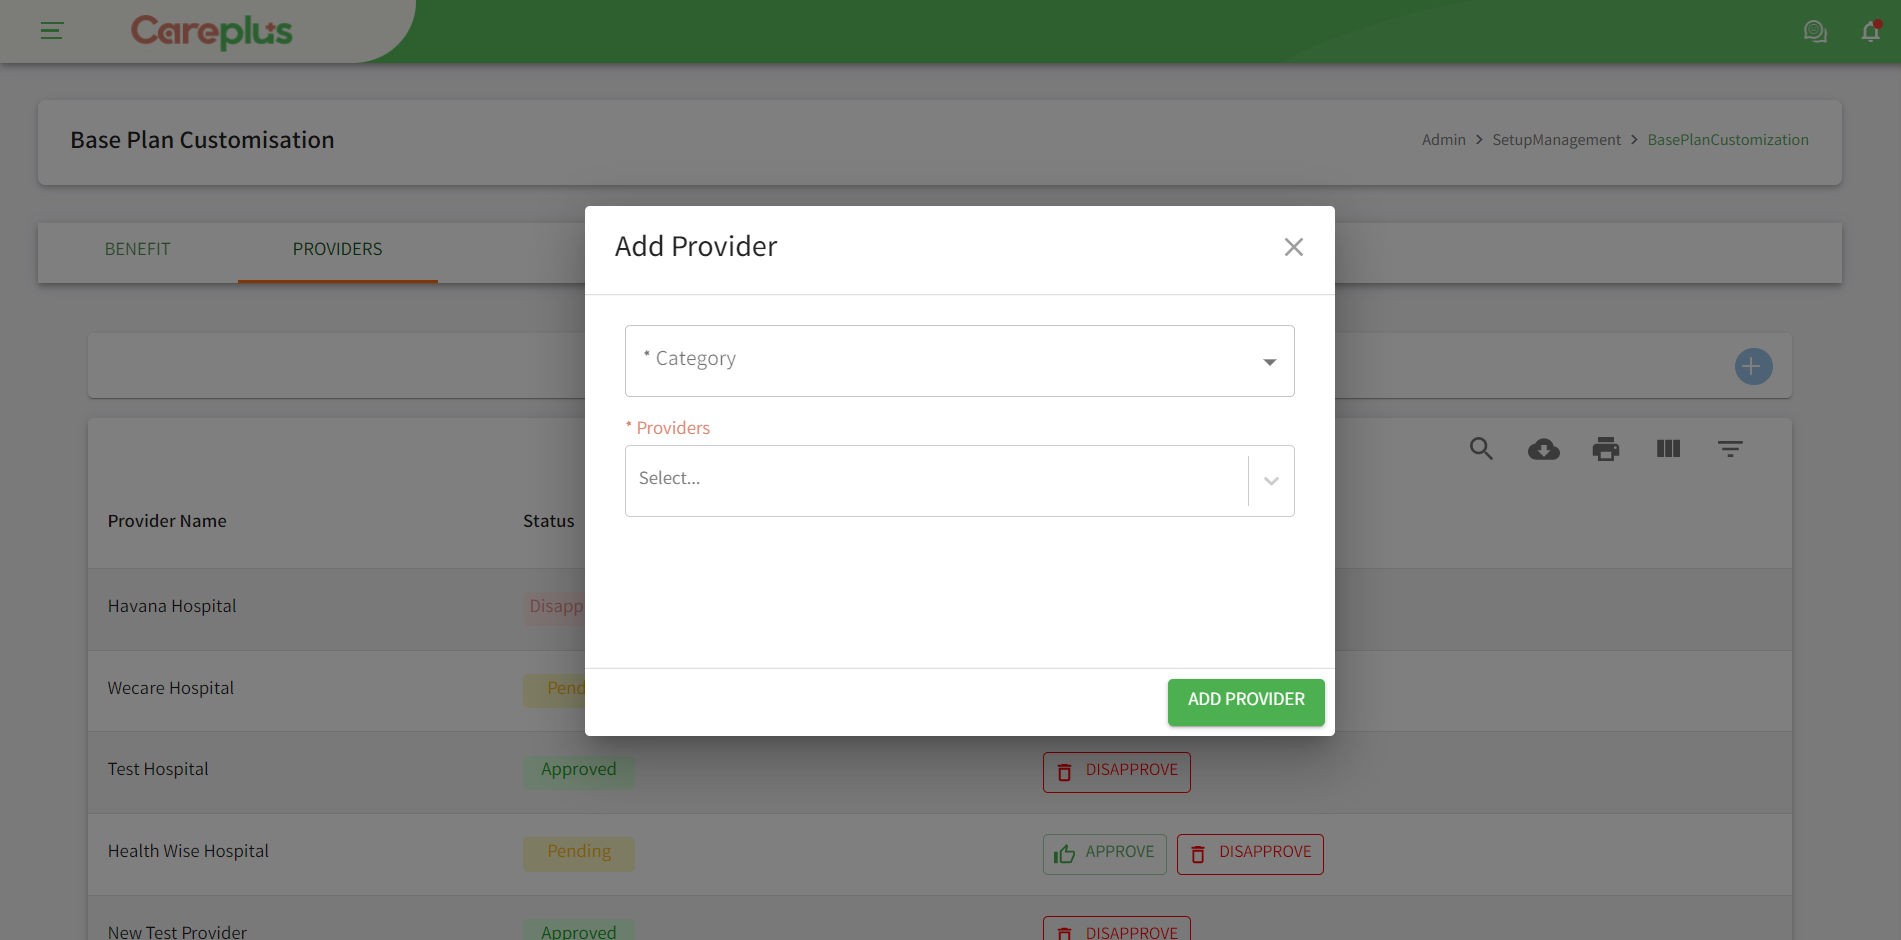 Careplus
Base Plan Customisation
Admin > SetupManagement > BasePlanCustomization
BENEFIT
PROVIDERS
Add Provider
* Category
* Providers
Select...
ADD PROVIDER
Provider Name
Status
Havana Hospital
Disapp
Wecare Hospital
Pend
Test Hospital
Approved
DISAPPROVE
Health Wise Hospital
Pending
APPROVE
DISAPPROVE
New Test Provider
Approved
DISAPPROVE